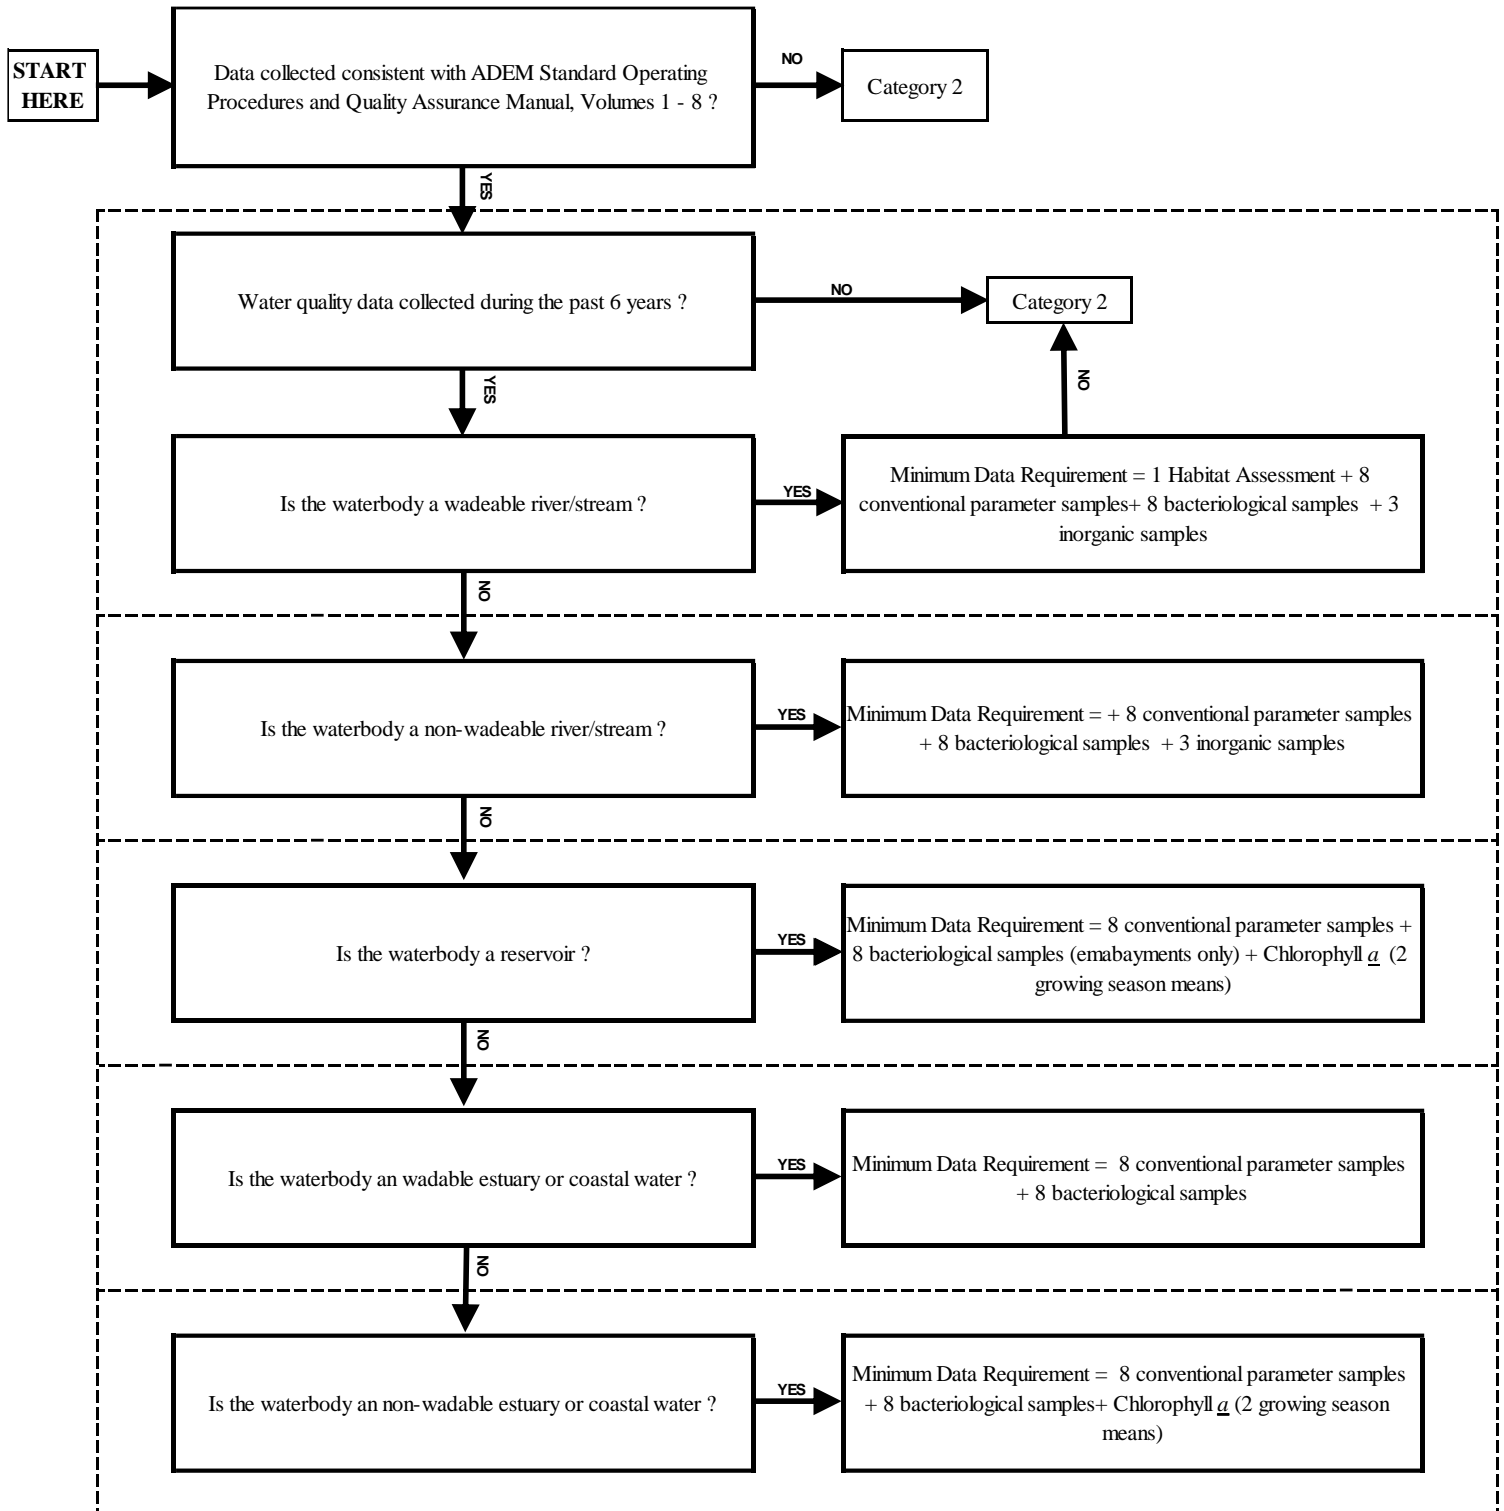 START
HERE
Data collected consistent with ADEM Standard Operating
Procedures and Quality Assurance Manual, Volumes 1 - 8 ?
NO
Category 2
YES
Water quality data collected during the past 6 years ?
NO
Category 2
YES
NO
Is the waterbody a wadeable river/stream ?
YES
Minimum Data Requirement = 1 Habitat Assessment + 8
conventional parameter samples+ 8 bacteriological samples + 3
inorganic samples
NO
Is the waterbody a non-wadeable river/stream ?
YES
Minimum Data Requirement = + 8 conventional parameter samples
+ 8 bacteriological samples + 3 inorganic samples
NO
Is the waterbody a reservoir ?
YES
Minimum Data Requirement = 8 conventional parameter samples +
8 bacteriological samples (emabayments only) + Chlorophyll a (2
growing season means)
NO
Is the waterbody an wadable estuary or coastal water ?
YES
Minimum Data Requirement = 8 conventional parameter samples
+ 8 bacteriological samples
NO
Is the waterbody an non-wadable estuary or coastal water ?
YES
Minimum Data Requirement = 8 conventional parameter samples
+ 8 bacteriological samples+ Chlorophyll a (2 growing season
means)